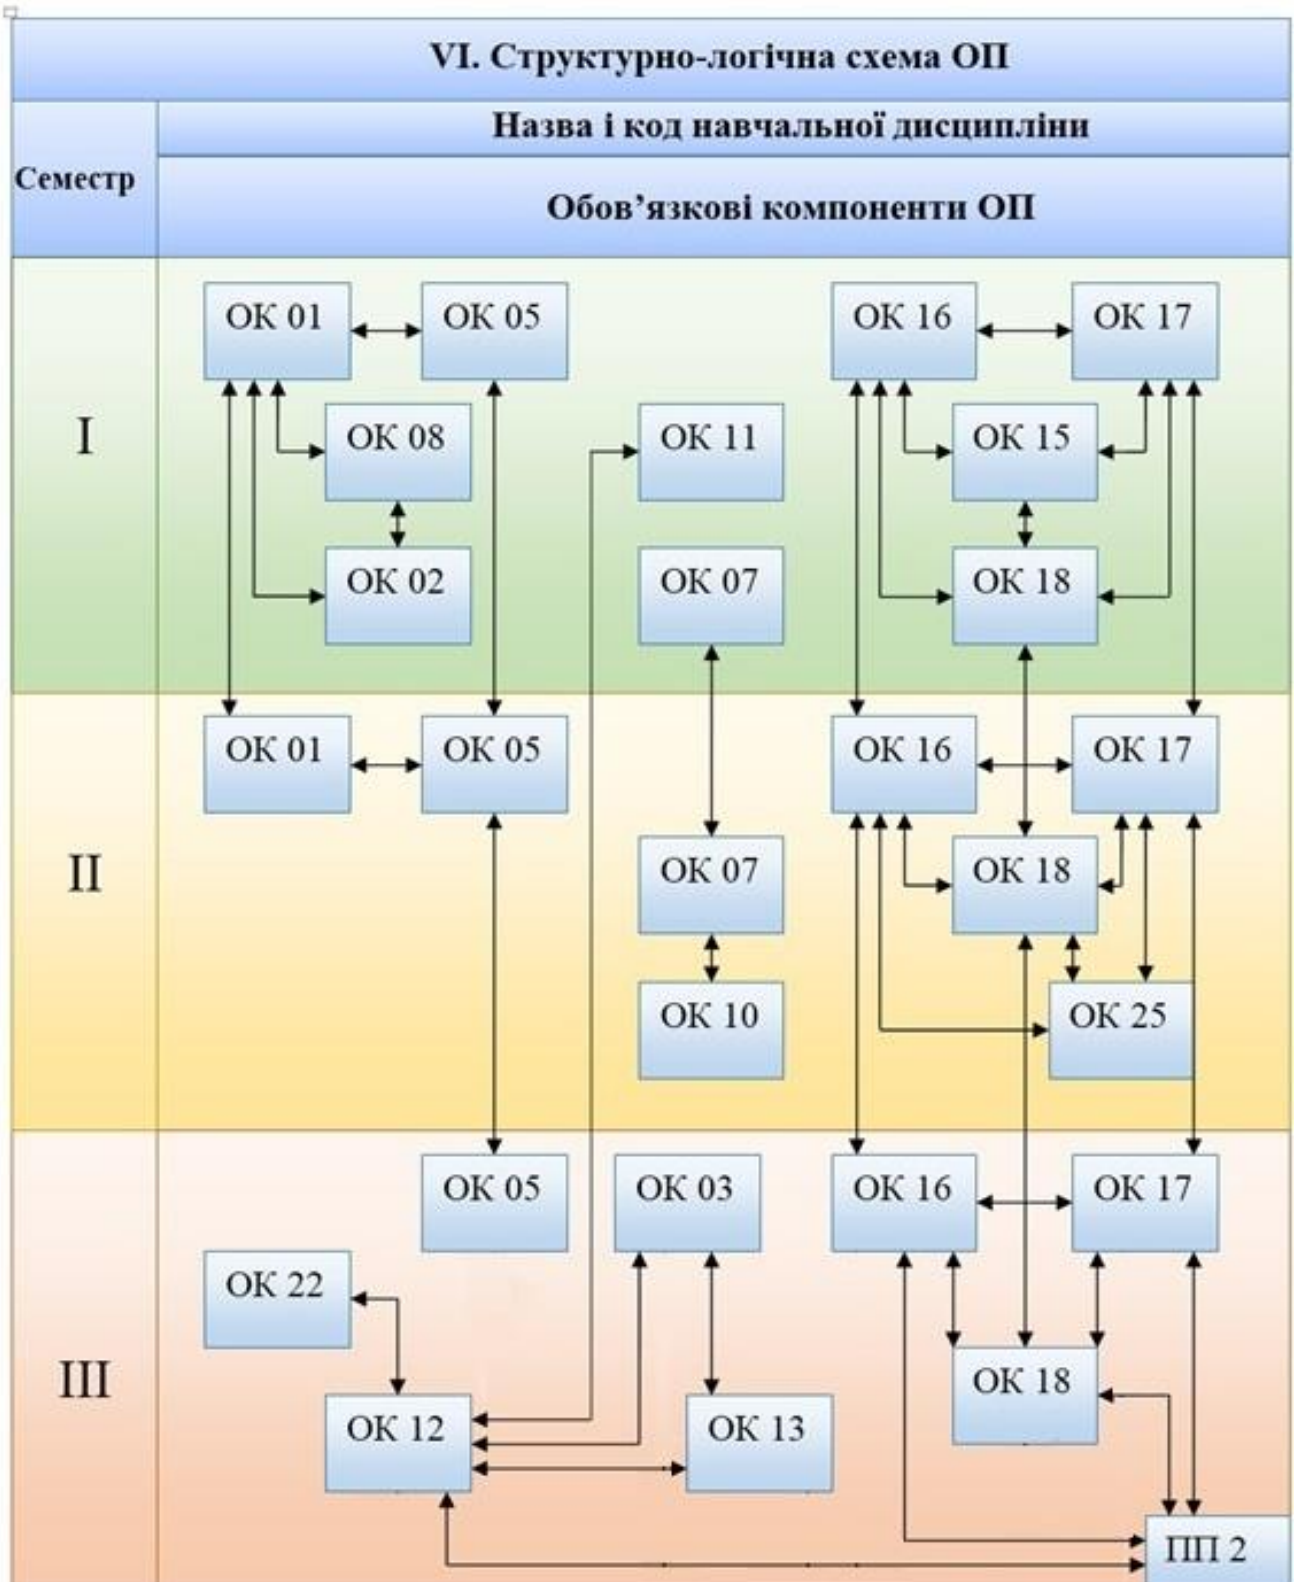 VI. Структурно-логічна схема ОП
Назва і код навчальної дисципліни
Семестр
Обов’язкові компоненти ОП
I
ОК 01
ОК 05
ОК 16
ОК 17
ОК 08
ОК 11
ОК 15
ОК 02
ОК 07
ОК 18
II
ОК 01
ОК 05
ОК 16
ОК 17
ОК 07
ОК 18
ОК 10
ОК 25
III
ОК 05
ОК 03
ОК 16
ОК 17
ОК 22
ОК 18
ОК 12
ОК 13
ПП 2